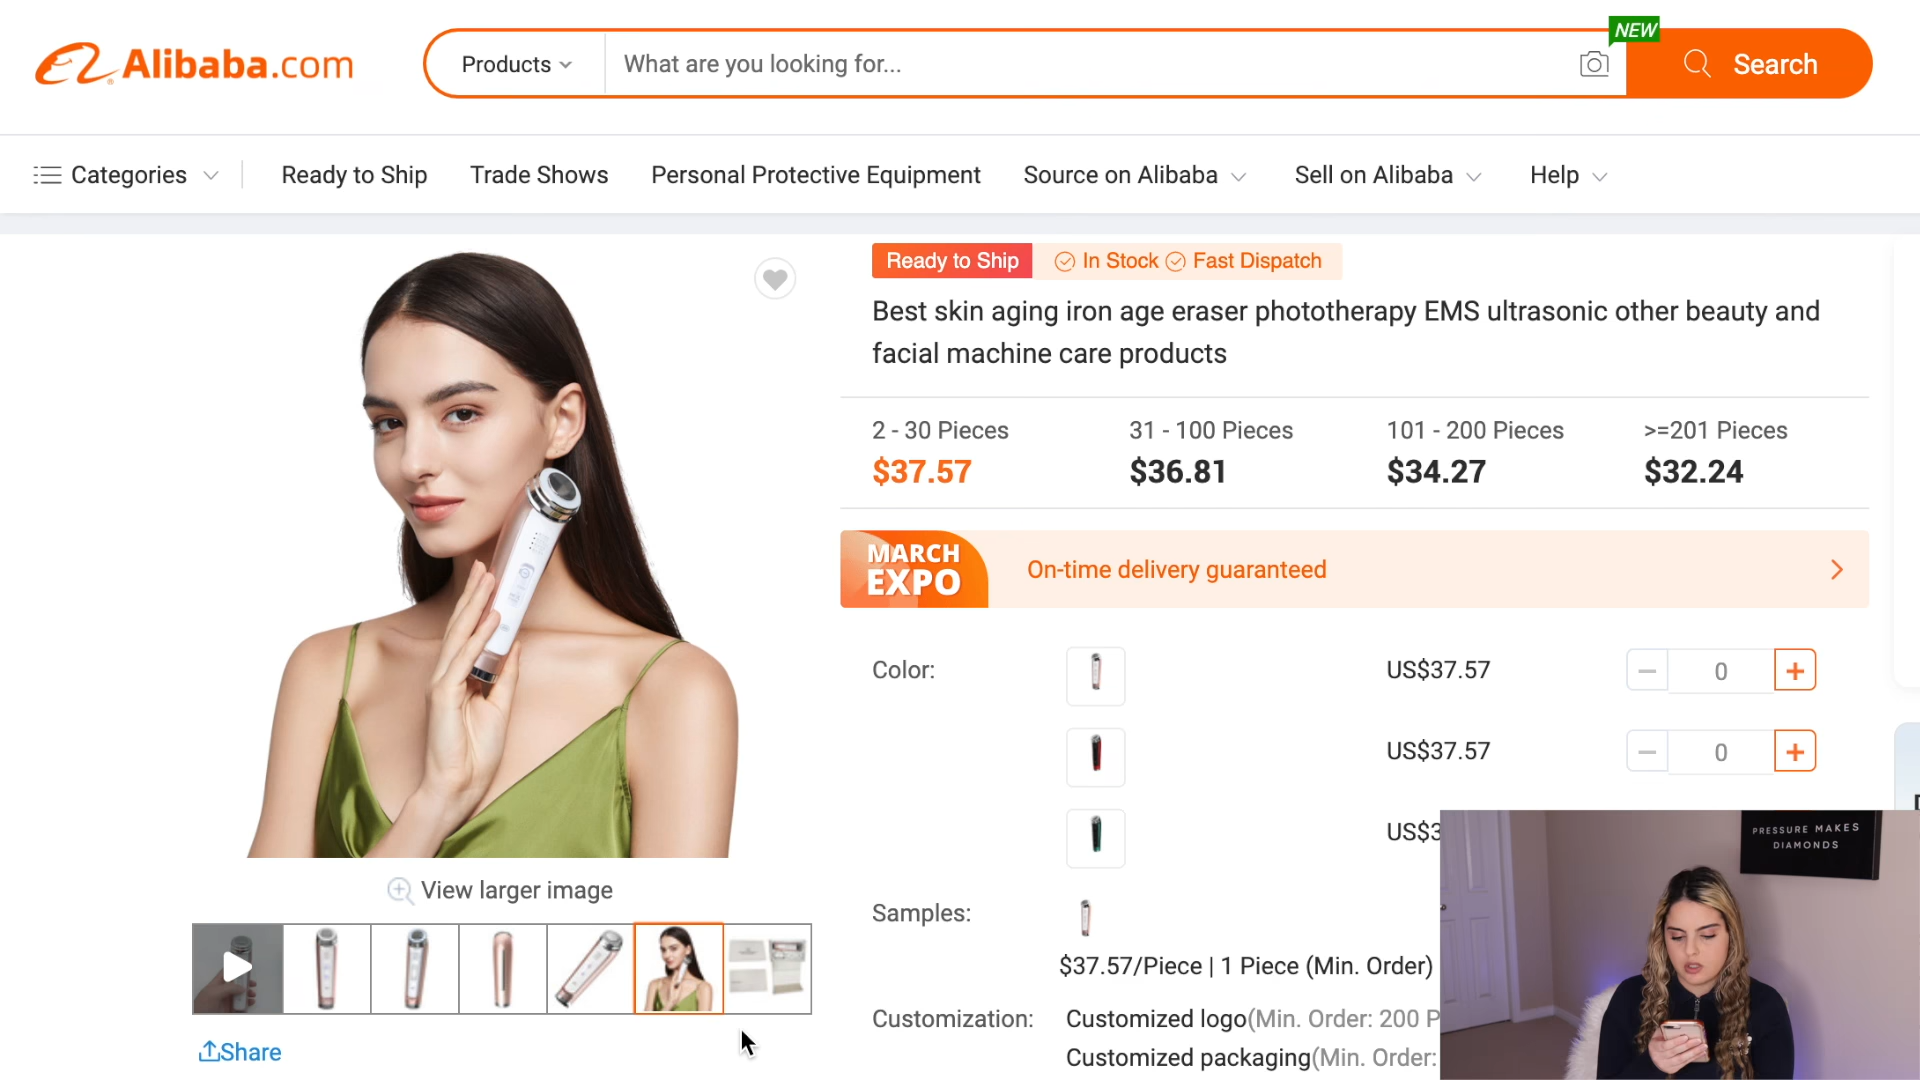 Alibaba.com
Products
What are you looking for...
NEW
Search
Categories
Ready to Ship
Trade Shows
Personal Protective Equipment
Source on Alibaba
Sell on Alibaba
Help
Ready to Ship
In Stock
Fast Dispatch
Best skin aging iron age eraser phototherapy EMS ultrasonic other beauty and
facial machine care products
2 - 30 Pieces
31 - 100 Pieces
101 - 200 Pieces
>=201 Pieces
$37.57
$36.81
$34.27
$32.24
MARCH
EXPO
On-time delivery guaranteed
Color:
US$37.57
0
US$37.57
0
US$3
View larger image
Samples:
$37.57/Piece | 1 Piece (Min. Order)
Customization:
Customized logo(Min. Order: 200 P
Customized packaging(Min. Order:
Share
PRESSURE MAKES
DIAMONDS